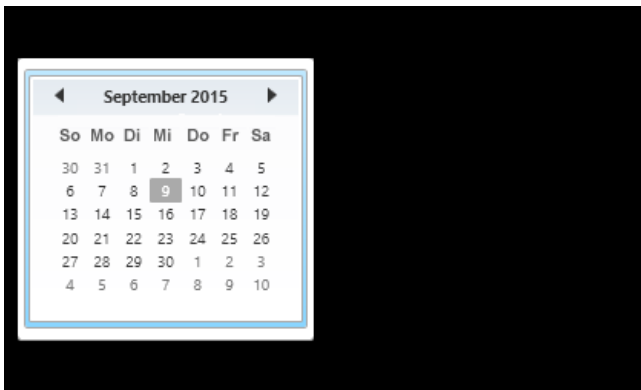 September 2015
So Mo Di Mi Do Fr Sa
30 31 1 2 3 4 5
6 7 8 9 10 11 12
13 14 15 16 17 18 19
20 21 22 23 24 25 26
27 28 29 30 1 2 3
4 5 6 7 8 9 10